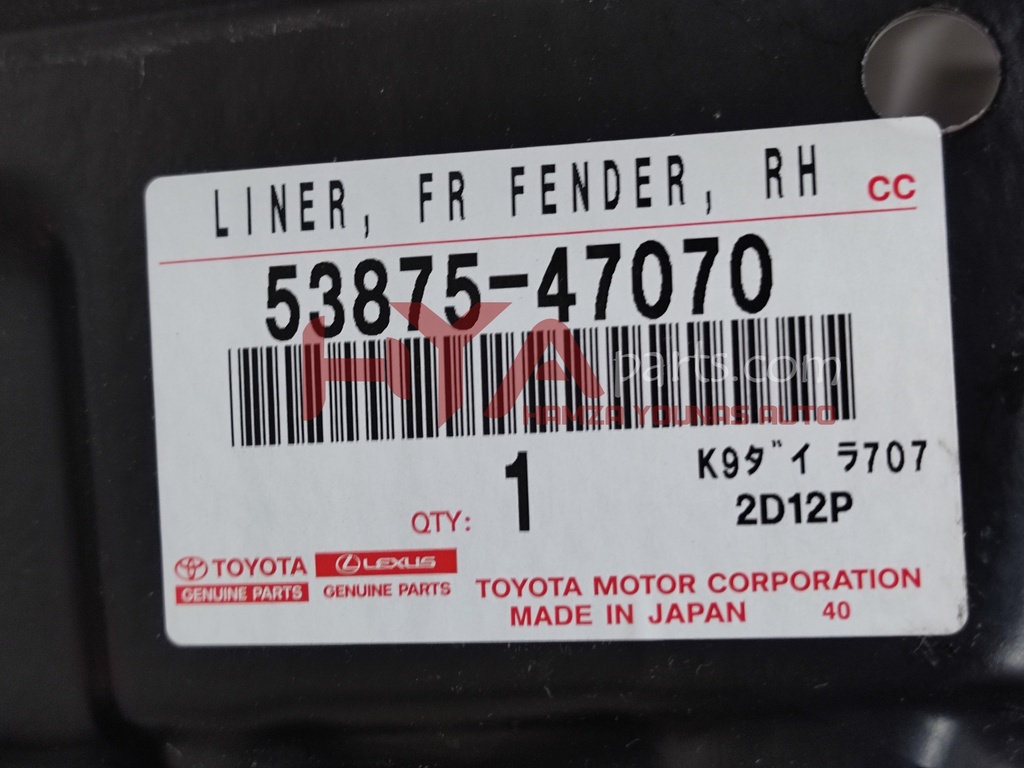 LINER, FR FENDER, RH CC
53875-47070
HYA parts.com
HAMZA YOUNAS AUTO
QTY: 1
K9ダイ ラ707
2D12P
TOYOTA LEXUS
GENUINE PARTS GENUINE PARTS
TOYOTA MOTOR CORPORATION
MADE IN JAPAN 40